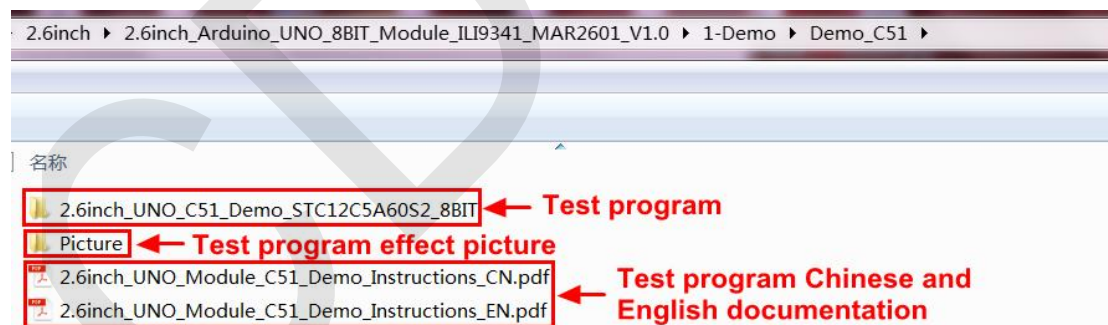 2.6inch ▸ 2.6inch_Arduino_UNO_8BIT_Module_ILI9341_MAR2601_V1.0 ▸ 1-Demo ▸ Demo_C51 ▸
名称
2.6inch_UNO_C51_Demo_STC12C5A60S2_8BIT Test program
Picture Test program effect picture
2.6inch_UNO_Module_C51_Demo_Instructions_CN.pdf Test program Chinese and
2.6inch_UNO_Module_C51_Demo_Instructions_EN.pdf English documentation